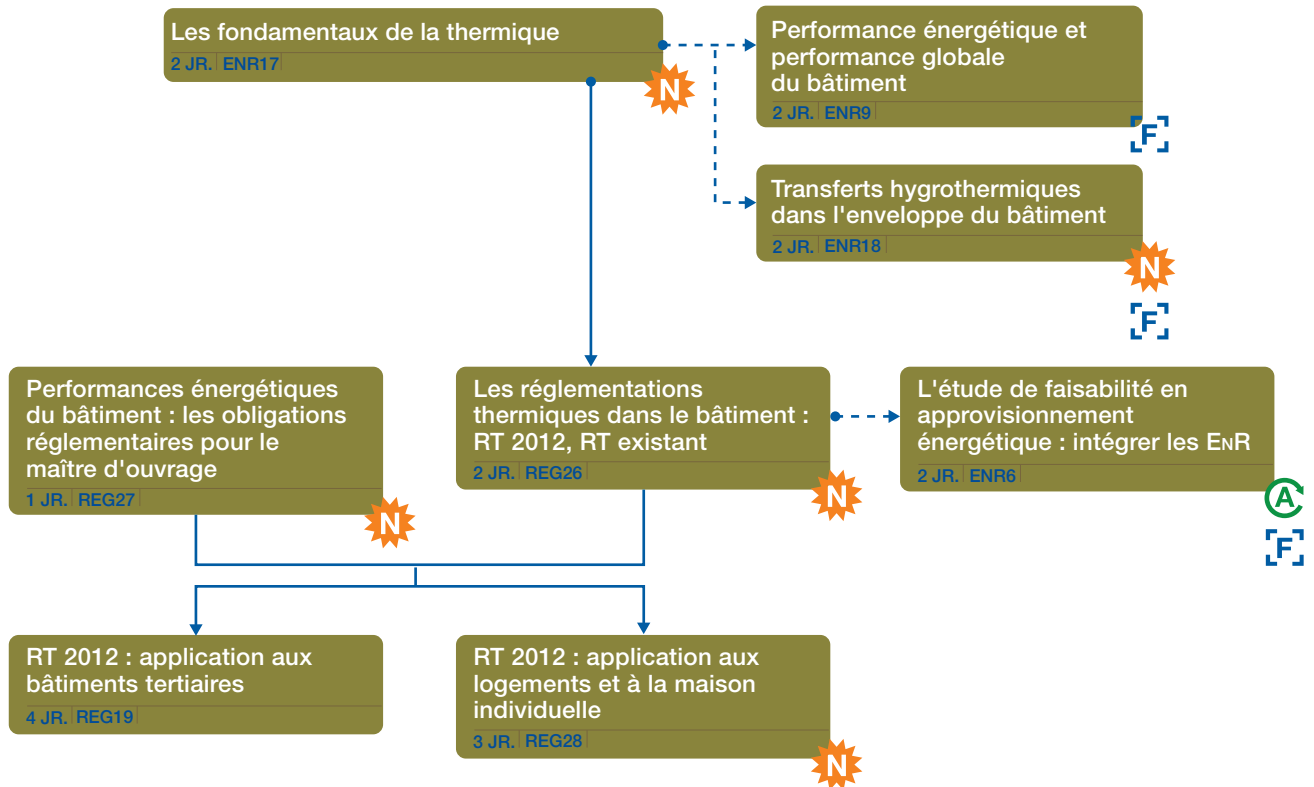 Les fondamentaux de la thermique
2 JR. ENR17
N
Performance énergétique et
performance globale
du bâtiment
2 JR. ENR9
F
Transferts hygrothermiques
dans l'enveloppe du bâtiment
2 JR. ENR18
N
F
Performances énergétiques
du bâtiment : les obligations
réglementaires pour le
maître d'ouvrage
1 JR. REG27
N
Les réglementations
thermiques dans le bâtiment :
RT 2012, RT existant
2 JR. REG26
N
L'étude de faisabilité en
approvisionnement
énergétique : intégrer les ENR
2 JR. ENR6
A
F
RT 2012 : application aux
bâtiments tertiaires
4 JR. REG19
RT 2012 : application aux
logements et à la maison
individuelle
3 JR. REG28
N